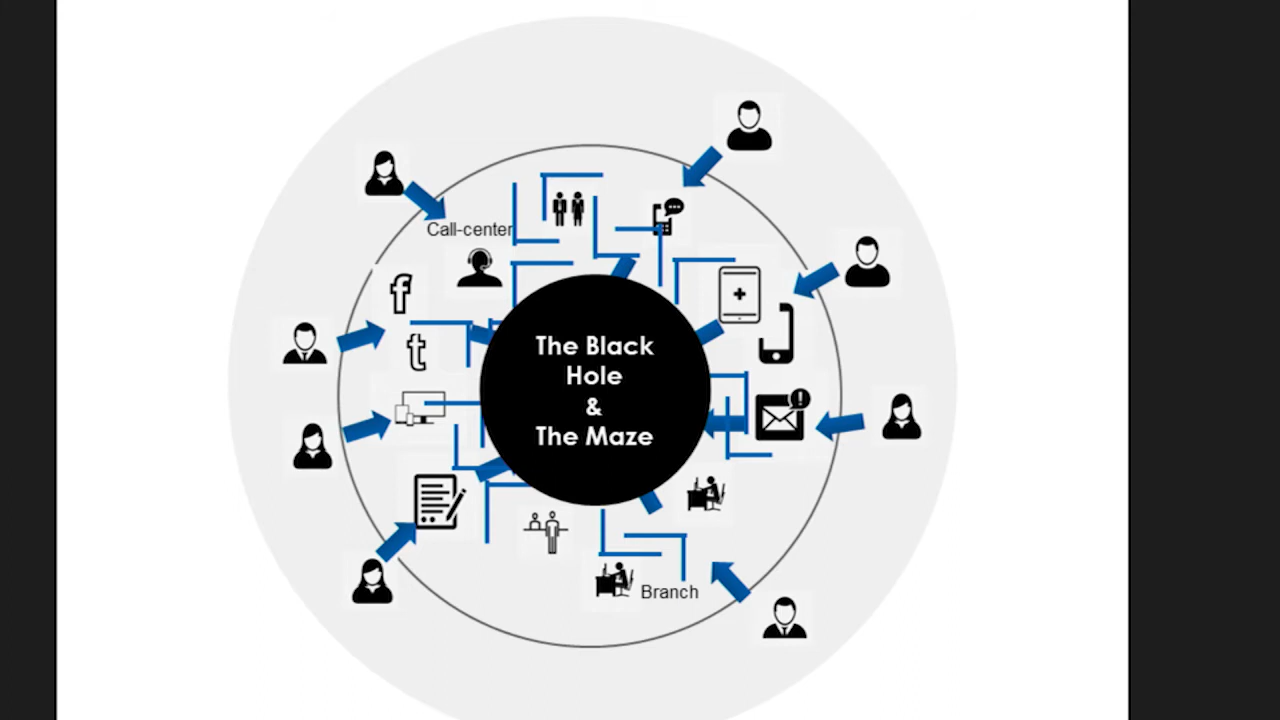 Call-center
f
t
The Black
Hole
&
The Maze
Branch